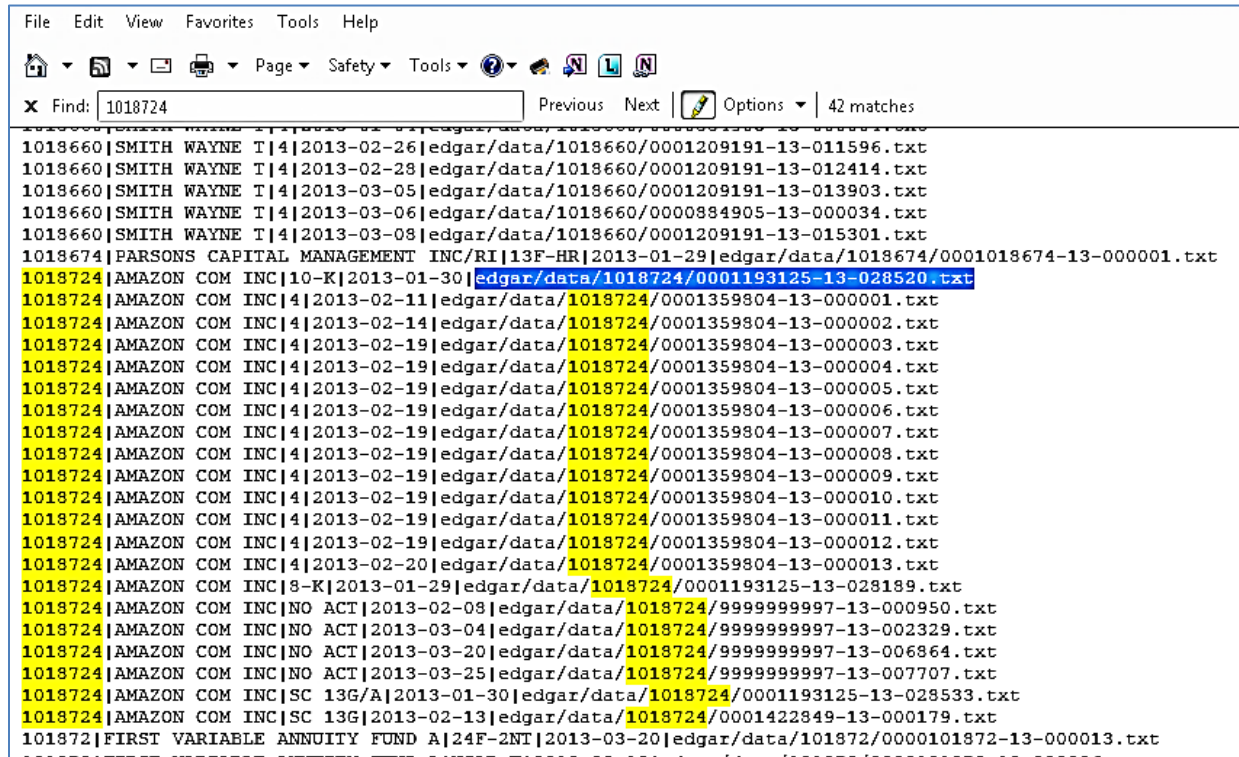 File Edit View Favorites Tools Help
Page Safety Tools
X Find: 1018724 Previous Next Options 42 matches
1018660|SMITH WAYNE T|4|2013-02-26|edgar/data/1018660/0001209191-13-011596.txt
1018660|SMITH WAYNE T|4|2013-02-28|edgar/data/1018660/0001209191-13-012414.txt
1018660|SMITH WAYNE T|4|2013-03-05|edgar/data/1018660/0001209191-13-013903.txt
1018660|SMITH WAYNE T|4|2013-03-06|edgar/data/1018660/0000884905-13-000034.txt
1018660|SMITH WAYNE T|4|2013-03-08|edgar/data/1018660/0001209191-13-015301.txt
1018674|PARSONS CAPITAL MANAGEMENT INC/RI|13F-HR|2013-01-29|edgar/data/1018674/0001018674-13-000001.txt
1018724|AMAZON COM INC|10-K|2013-01-30|edgar/data/1018724/0001193125-13-028520.txt
1018724|AMAZON COM INC|4|2013-02-11|edgar/data/1018724/0001359804-13-000001.txt
1018724|AMAZON COM INC|4|2013-02-14|edgar/data/1018724/0001359804-13-000002.txt
1018724|AMAZON COM INC|4|2013-02-19|edgar/data/1018724/0001359804-13-000003.txt
1018724|AMAZON COM INC|4|2013-02-19|edgar/data/1018724/0001359804-13-000004.txt
1018724|AMAZON COM INC|4|2013-02-19|edgar/data/1018724/0001359804-13-000005.txt
1018724|AMAZON COM INC|4|2013-02-19|edgar/data/1018724/0001359804-13-000006.txt
1018724|AMAZON COM INC|4|2013-02-19|edgar/data/1018724/0001359804-13-000007.txt
1018724|AMAZON COM INC|4|2013-02-19|edgar/data/1018724/0001359804-13-000008.txt
1018724|AMAZON COM INC|4|2013-02-19|edgar/data/1018724/0001359804-13-000009.txt
1018724|AMAZON COM INC|4|2013-02-19|edgar/data/1018724/0001359804-13-000010.txt
1018724|AMAZON COM INC|4|2013-02-19|edgar/data/1018724/0001359804-13-000011.txt
1018724|AMAZON COM INC|4|2013-02-19|edgar/data/1018724/0001359804-13-000012.txt
1018724|AMAZON COM INC|4|2013-02-20|edgar/data/1018724/0001359804-13-000013.txt
1018724|AMAZON COM INC|8-K|2013-01-29|edgar/data/1018724/0001193125-13-028189.txt
1018724|AMAZON COM INC|NO ACT|2013-02-08|edgar/data/1018724/9999999997-13-000950.txt
1018724|AMAZON COM INC|NO ACT|2013-03-04|edgar/data/1018724/9999999997-13-002329.txt
1018724|AMAZON COM INC|NO ACT|2013-03-20|edgar/data/1018724/9999999997-13-006864.txt
1018724|AMAZON COM INC|NO ACT|2013-03-25|edgar/data/1018724/9999999997-13-007707.txt
1018724|AMAZON COM INC|SC 13G/A|2013-01-30|edgar/data/1018724/0001193125-13-028533.txt
1018724|AMAZON COM INC|SC 13G|2013-02-13|edgar/data/1018724/0001422849-13-000179.txt
101872|FIRST VARIABLE ANNUITY FUND A|24F-2NT|2013-03-20|edgar/data/101872/0000101872-13-000013.txt